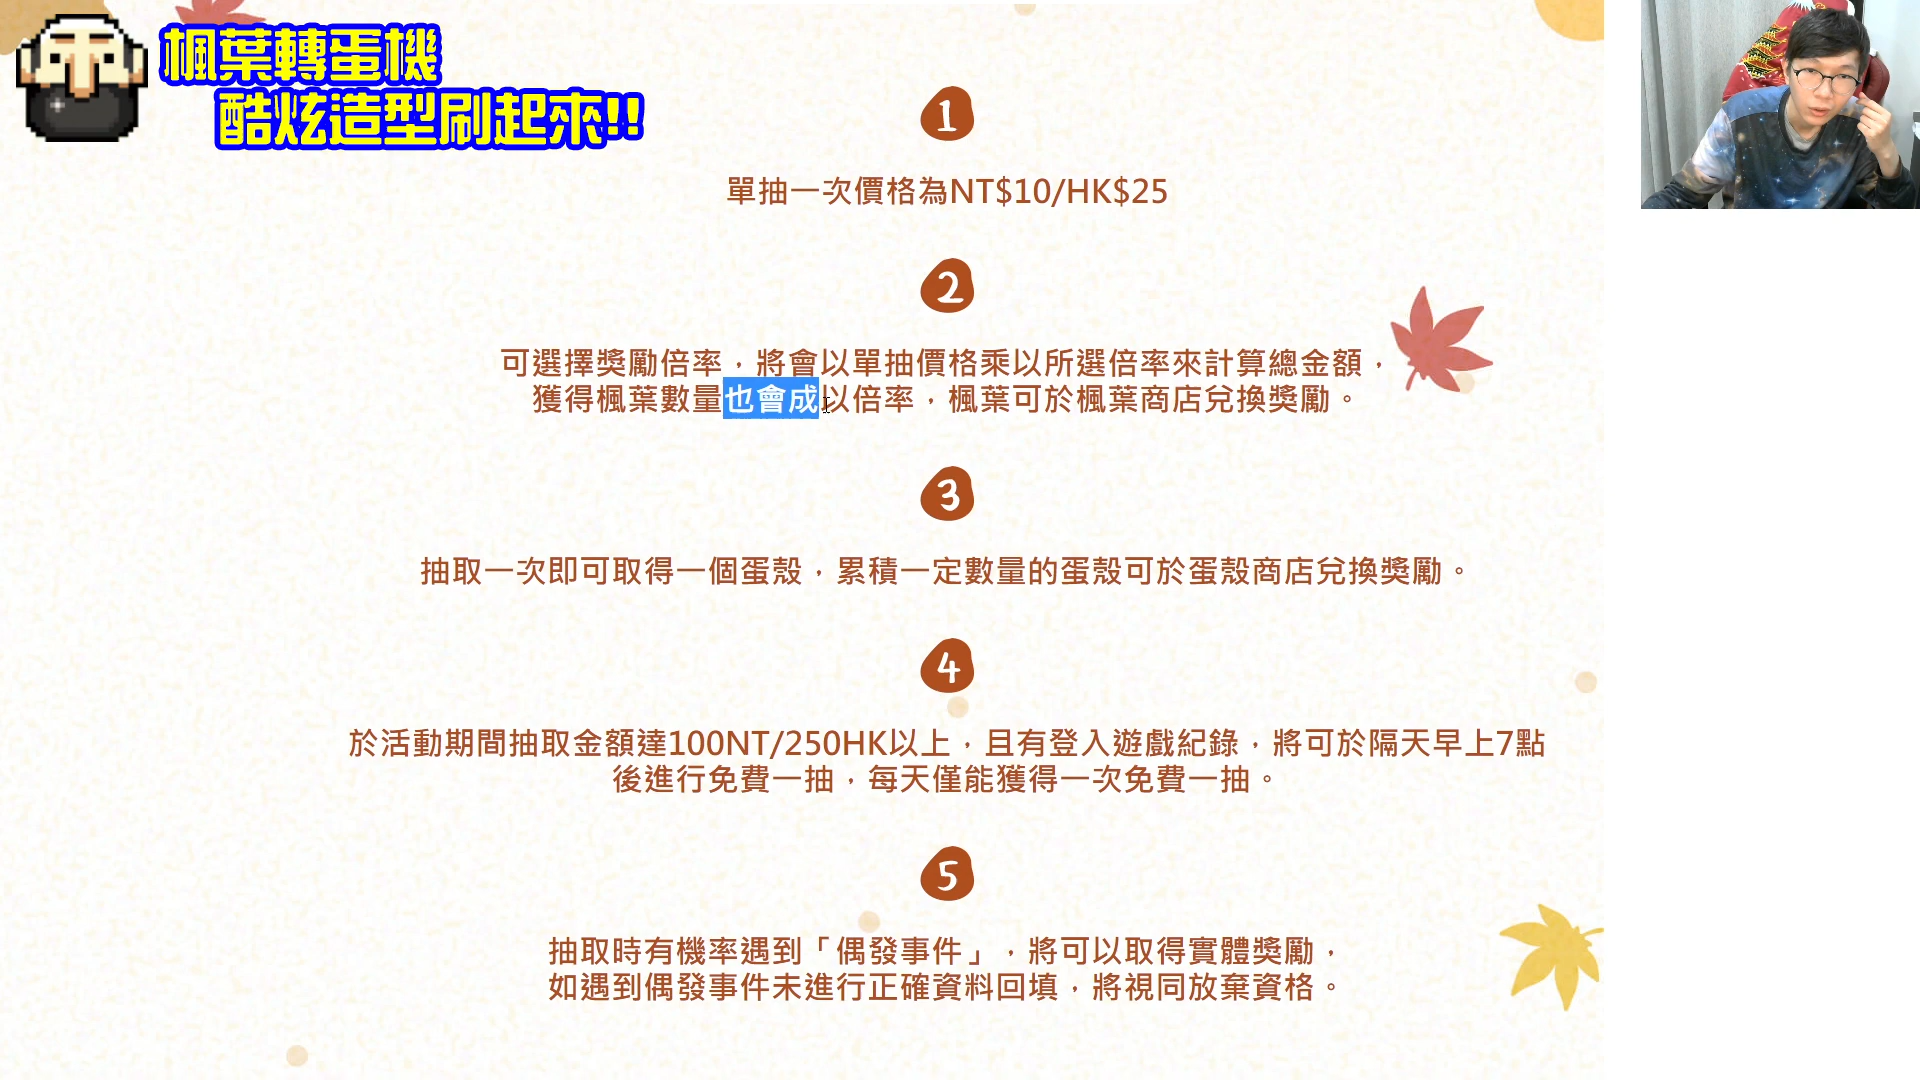 楓葉轉蛋機
酷炫造型刷起來!!
1
單抽一次價格為NT$10/HK$25
2
可選擇獎勵倍率，將會以單抽價格乘以所選倍率來計算總金額，
獲得楓葉數量也會成以倍率，楓葉可於楓葉商店兌換獎勵。
3
抽取一次即可取得一個蛋殼，累積一定數量的蛋殼可於蛋殼商店兌換獎勵。
4
於活動期間抽取金額達100NT/250HK以上，且有登入遊戲紀錄，將可於隔天早上7點
後進行免費一抽，每天僅能獲得一次免費一抽。
5
抽取時有機率遇到「偶發事件」，將可以取得實體獎勵，
如遇到偶發事件未進行正確資料回填，將視同放棄資格。